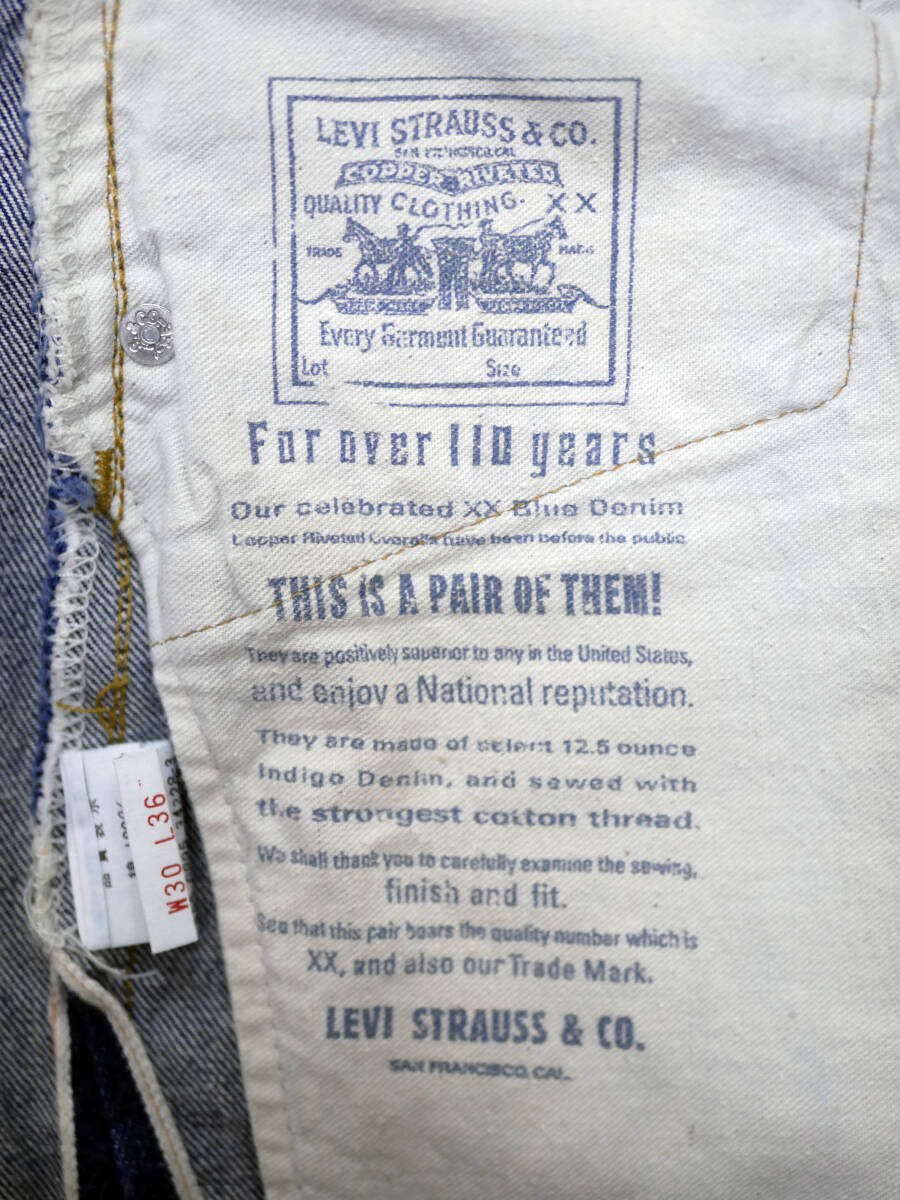 LEVI STRAUSS & CO.
SAN FRANCISCO, CAL.
COPPER RIVETED
QUALITY CLOTHING. XX
TRADE MARK
Every Garment Guaranteed
Lot Size
For over 110 years
Our celebrated XX Blue Denim
Copper Riveted Overalls have been before the public
THIS IS A PAIR OF THEM!
They are positively superior to any in the United States,
and enjoy a National reputation.
They are made of select 12.5 ounce
Indigo Denim, and sewed with
the strongest cotton thread.
We shall thank you to carefully examine the sewing,
finish and fit.
See that this pair bears the quality number which is
XX, and also our Trade Mark.
LEVI STRAUSS & CO.
SAN FRANCISCO, CAL.
W30 L36
品質表示